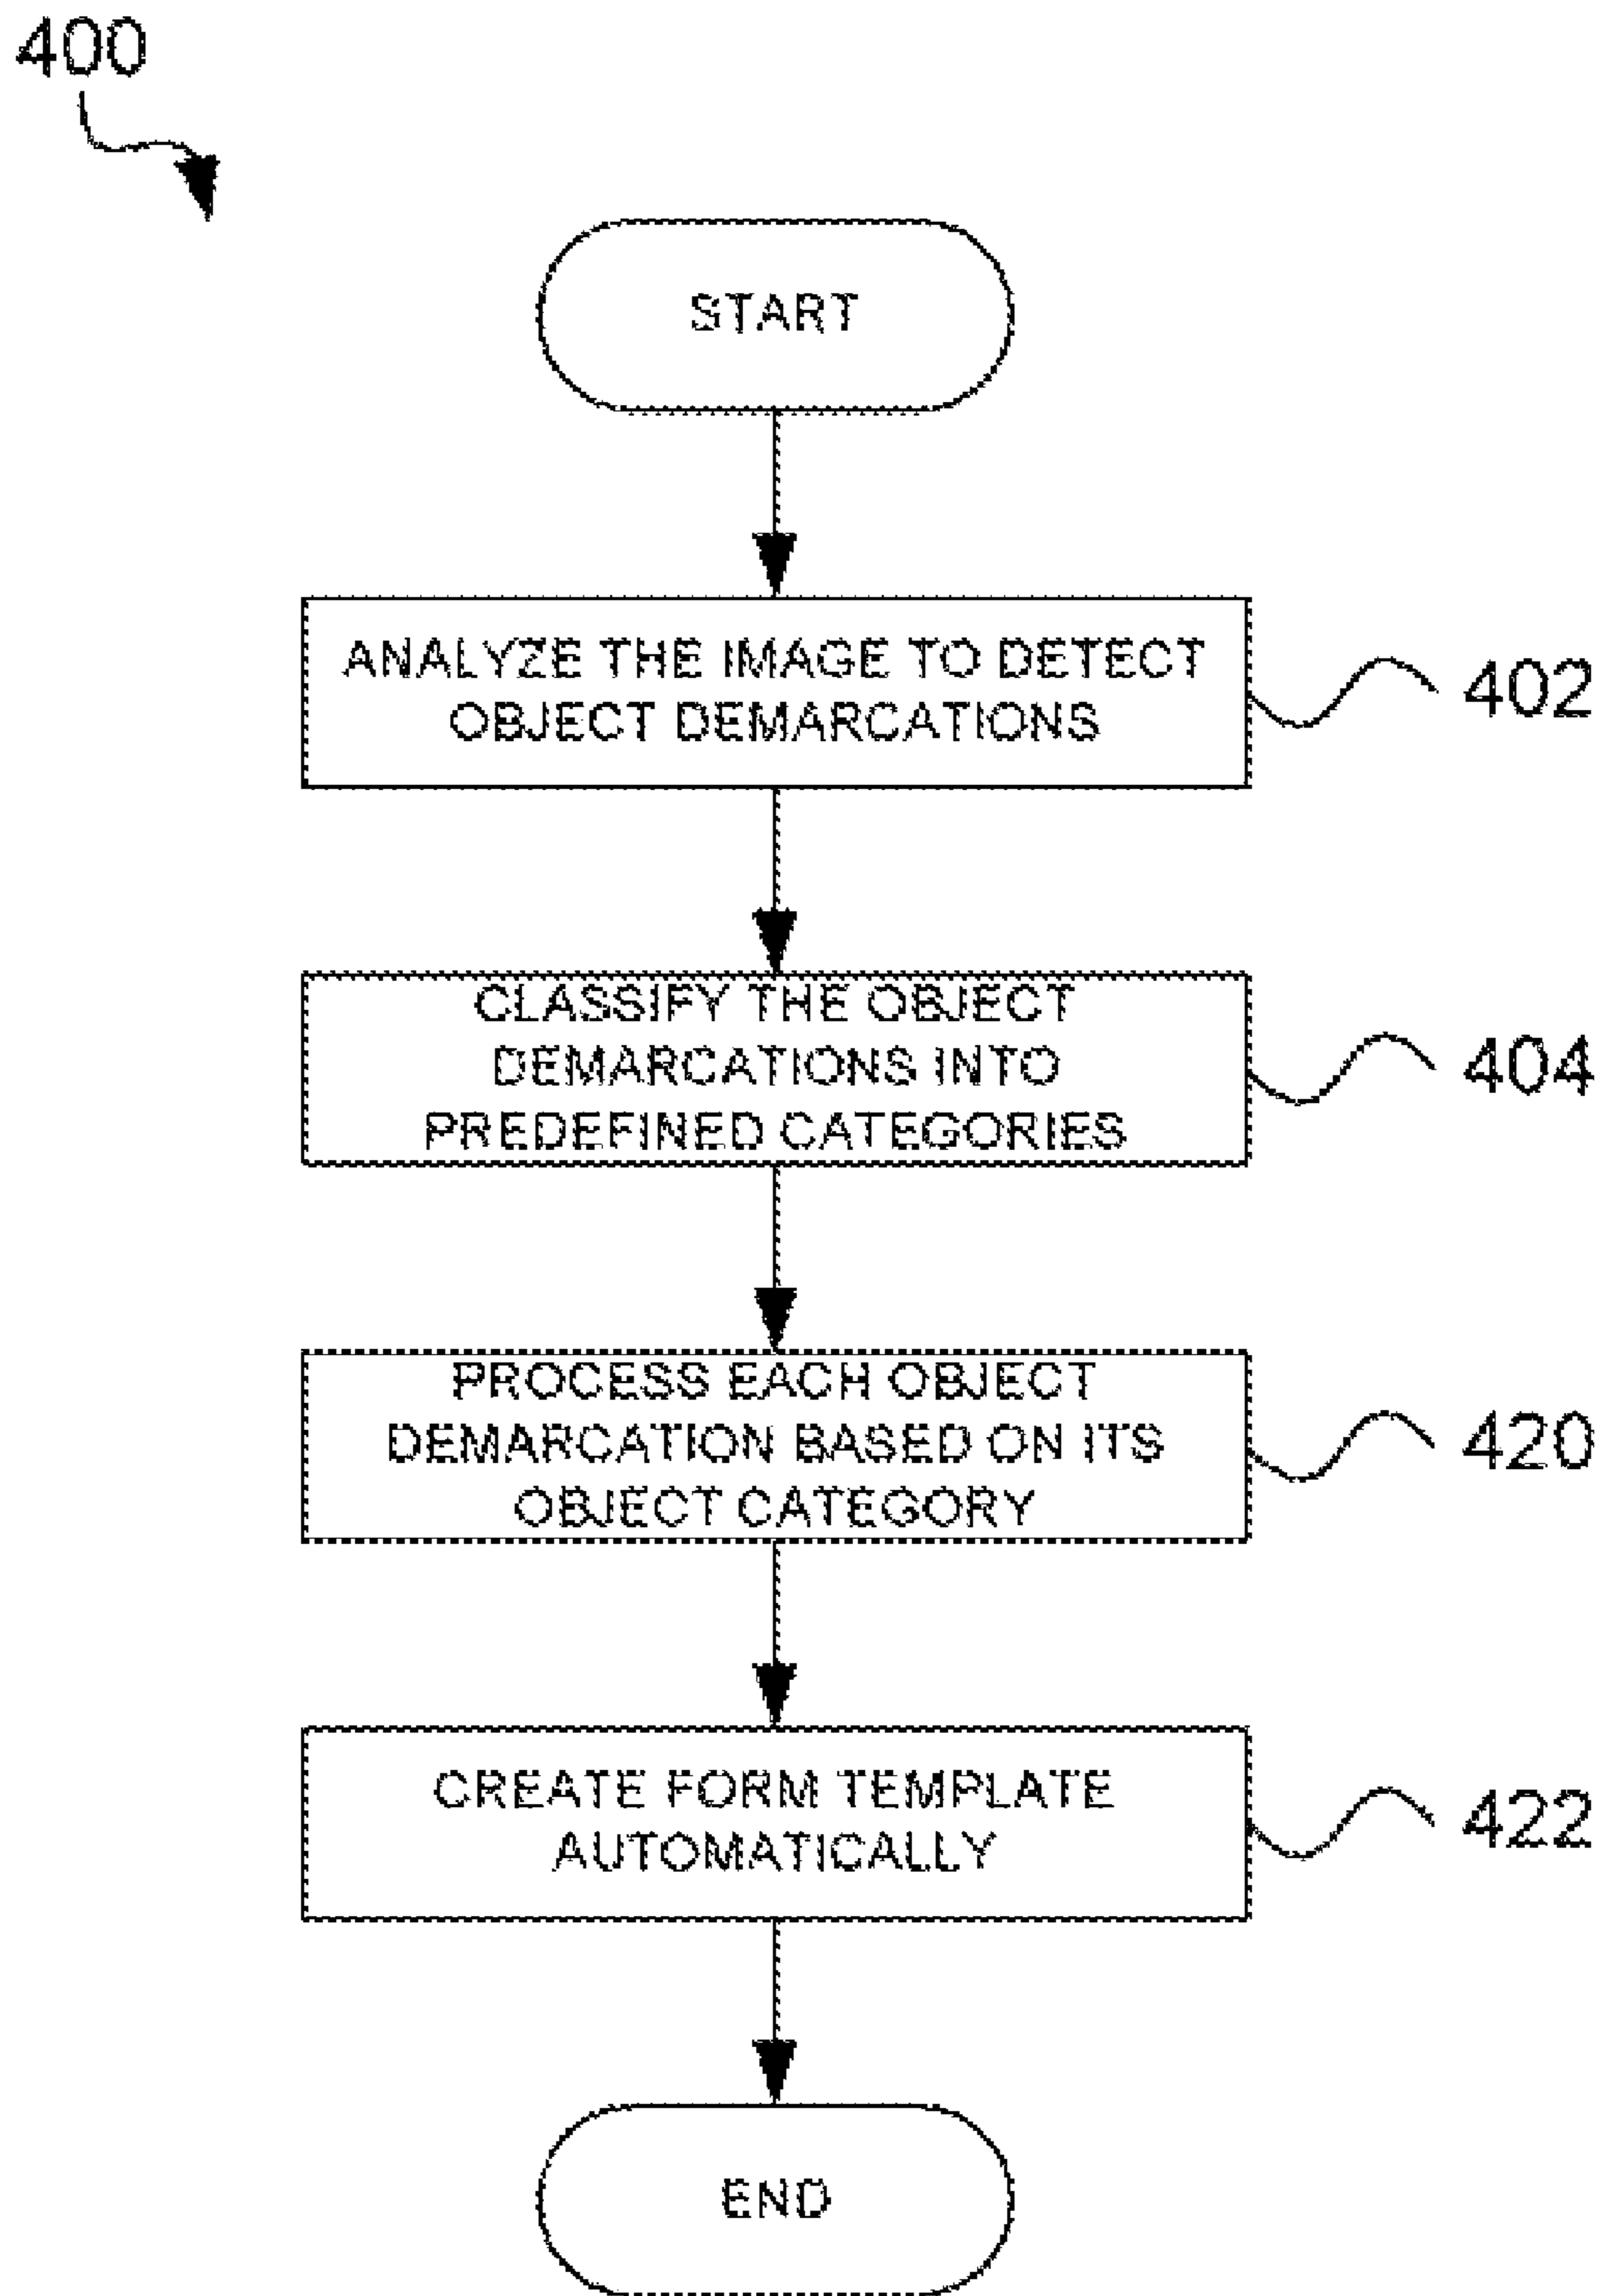 400
START
ANALYZE THE IMAGE TO DETECT
OBJECT DEMARCATIONS
402
CLASSIFY THE OBJECT
DEMARCATIONS INTO
PREDEFINED CATEGORIES
404
PROCESS EACH OBJECT
DEMARCATION BASED ON ITS
OBJECT CATEGORY
420
CREATE FORM TEMPLATE
AUTOMATICALLY
422
END